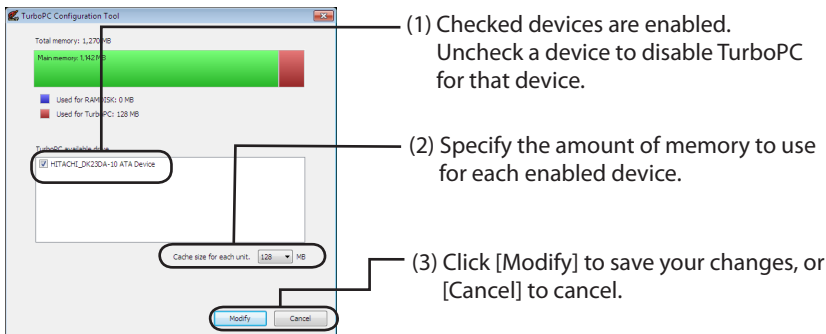 TurboPC Configuration Tool
Total memory: 1,270 MB
Main memory: 1,142 MB
Used for RAMDISK: 0 MB
Used for TurboPC: 128 MB
TurboPC available drive
HITACHI_DK23DA-10 ATA Device
Cache size for each unit. 128 MB
Modify Cancel
(1) Checked devices are enabled.
Uncheck a device to disable TurboPC
for that device.
(2) Specify the amount of memory to use
for each enabled device.
(3) Click [Modify] to save your changes, or
[Cancel] to cancel.